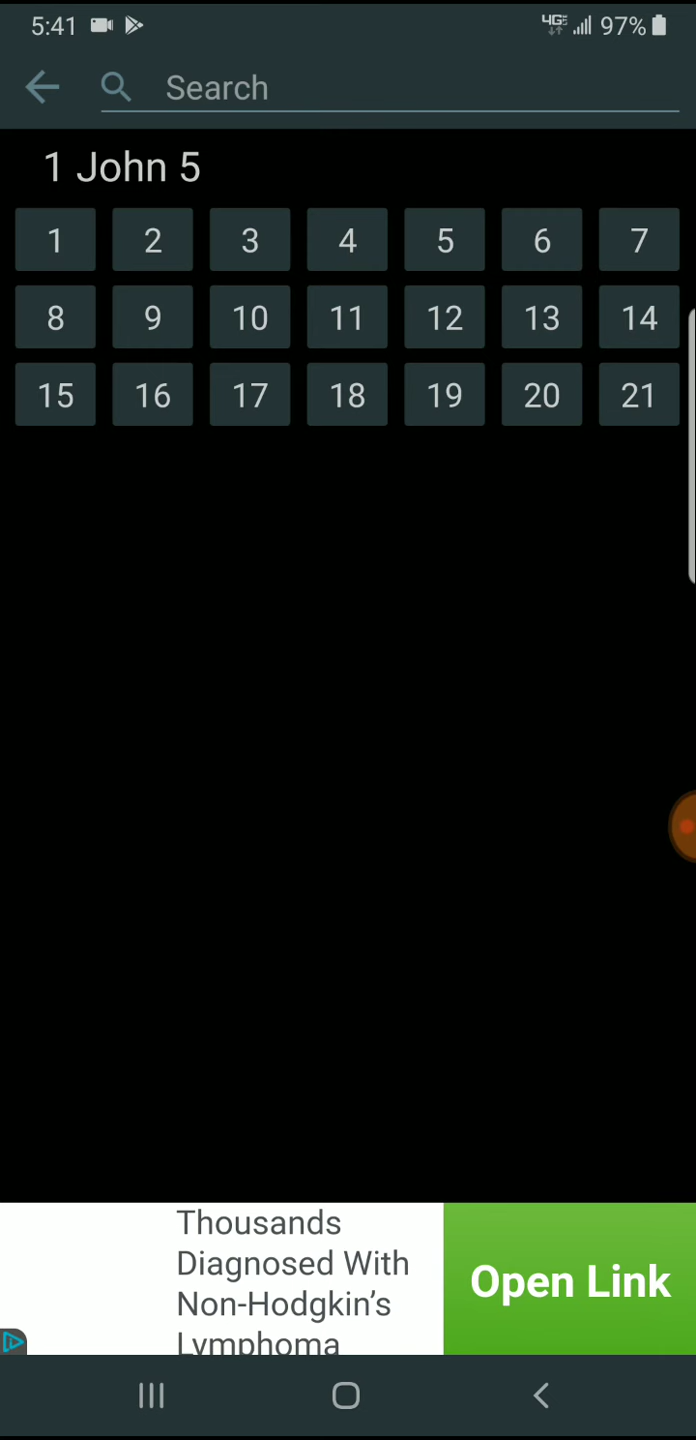 5:41 4GE 97%
Search
1 John 5
1 2 3 4 5 6 7
8 9 10 11 12 13 14
15 16 17 18 19 20 21
Thousands
Diagnosed With
Non-Hodgkin’s
Lymphoma
Open Link